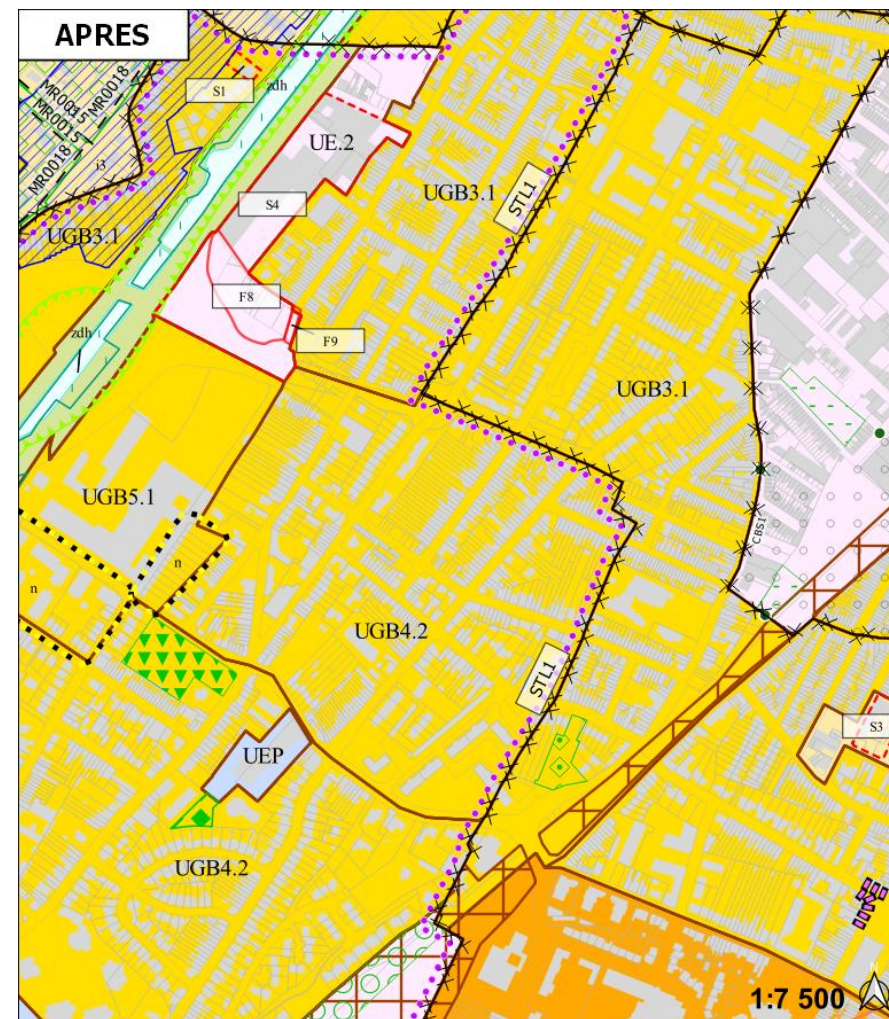 APRES
S1
zdh
MR0018
MR0015
MR0015
MR0018
i3
UE.2
UGB3.1
STL1
S4
UGB3.1
F8
zdh
F9
UGB3.1
UGB5.1
CBS1
n
n
UGB4.2
STL1
S3
UEP
UGB4.2
N
1:7 500